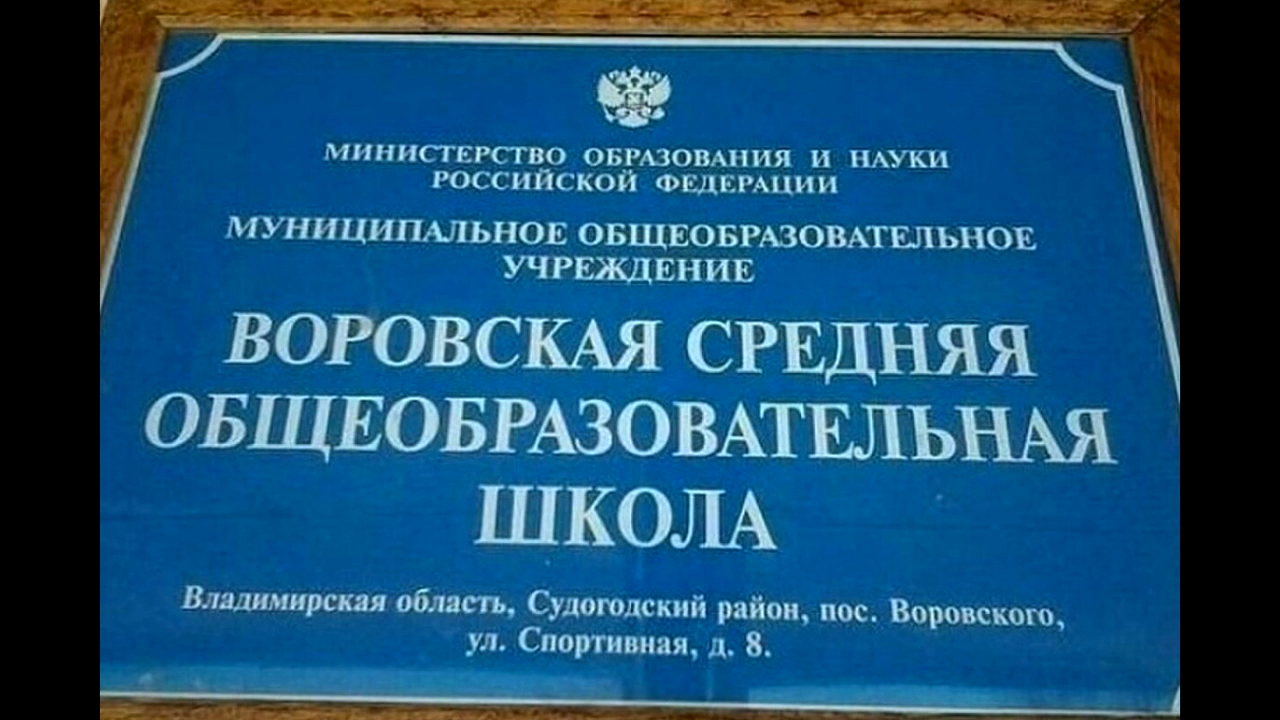 МИНИСТЕРСТВО ОБРАЗОВАНИЯ И НАУКИ
РОССИЙСКОЙ ФЕДЕРАЦИИ
МУНИЦИПАЛЬНОЕ ОБЩЕОБРАЗОВАТЕЛЬНОЕ
УЧРЕЖДЕНИЕ
ВОРОВСКАЯ СРЕДНЯЯ
ОБЩЕОБРАЗОВАТЕЛЬНАЯ
ШКОЛА
Владимирская область, Судогодский район, пос. Воровского,
ул. Спортивная, д. 8.